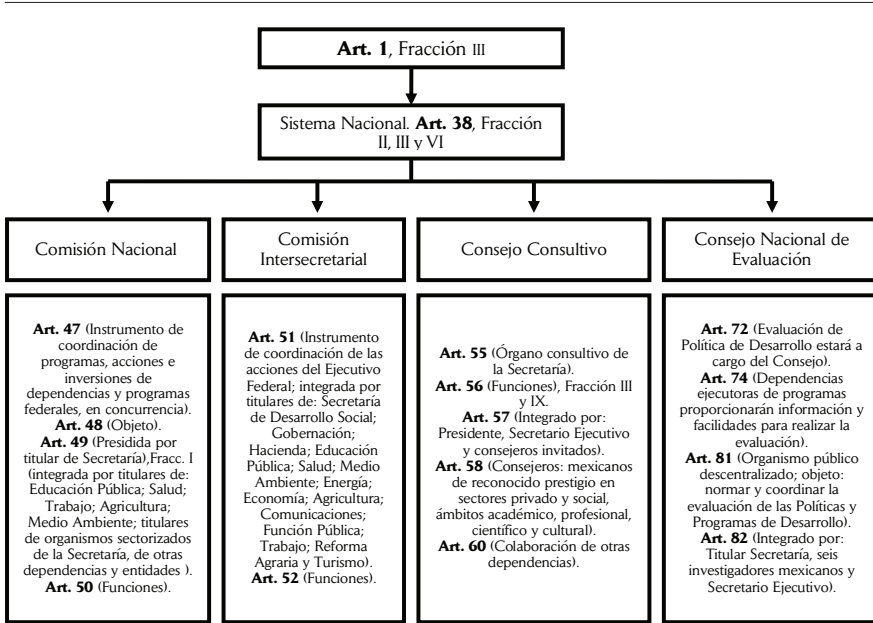 Art. 1, Fracción III
Sistema Nacional. Art. 38, Fracción
II, III y VI
Comisión Nacional
Comisión
Intersecretarial
Consejo Consultivo
Consejo Nacional de
Evaluación
Art. 47 (Instrumento de
coordinación de
programas, acciones e
inversiones de
dependencias y programas
federales, en concurrencia).
Art. 48 (Objeto).
Art. 49 (Presidida por
titular de Secretaría),Fracc. I
(integrada por titulares de:
Educación Pública; Salud;
Trabajo; Agricultura;
Medio Ambiente; titulares
de organismos sectorizados
de la Secretaría, de otras
dependencias y entidades ).
Art. 50 (Funciones).
Art. 51 (Instrumento
de coordinación de las
acciones del Ejecutivo
Federal; integrada por
titulares de: Secretaría
de Desarrollo Social;
Gobernación;
Hacienda; Educación
Pública; Salud; Medio
Ambiente; Energía;
Economía; Agricultura;
Comunicaciones;
Función Pública;
Trabajo; Reforma
Agraria y Turismo).
Art. 52 (Funciones).
Art. 55 (Órgano consultivo de
la Secretaría).
Art. 56 (Funciones), Fracción III
y IX.
Art. 57 (Integrado por:
Presidente, Secretario Ejecutivo
y consejeros invitados).
Art. 58 (Consejeros: mexicanos
de reconocido prestigio en
sectores privado y social,
ámbitos académico, profesional,
científico y cultural).
Art. 60 (Colaboración de otras
dependencias).
Art. 72 (Evaluación de
Política de Desarrollo estará a
cargo del Consejo).
Art. 74 (Dependencias
ejecutoras de programas
proporcionarán información y
facilidades para realizar la
evaluación).
Art. 81 (Organismo público
descentralizado; objeto:
normar y coordinar la
evaluación de las Políticas y
Programas de Desarrollo).
Art. 82 (Integrado por:
Titular Secretaría, seis
investigadores mexicanos y
Secretario Ejecutivo).